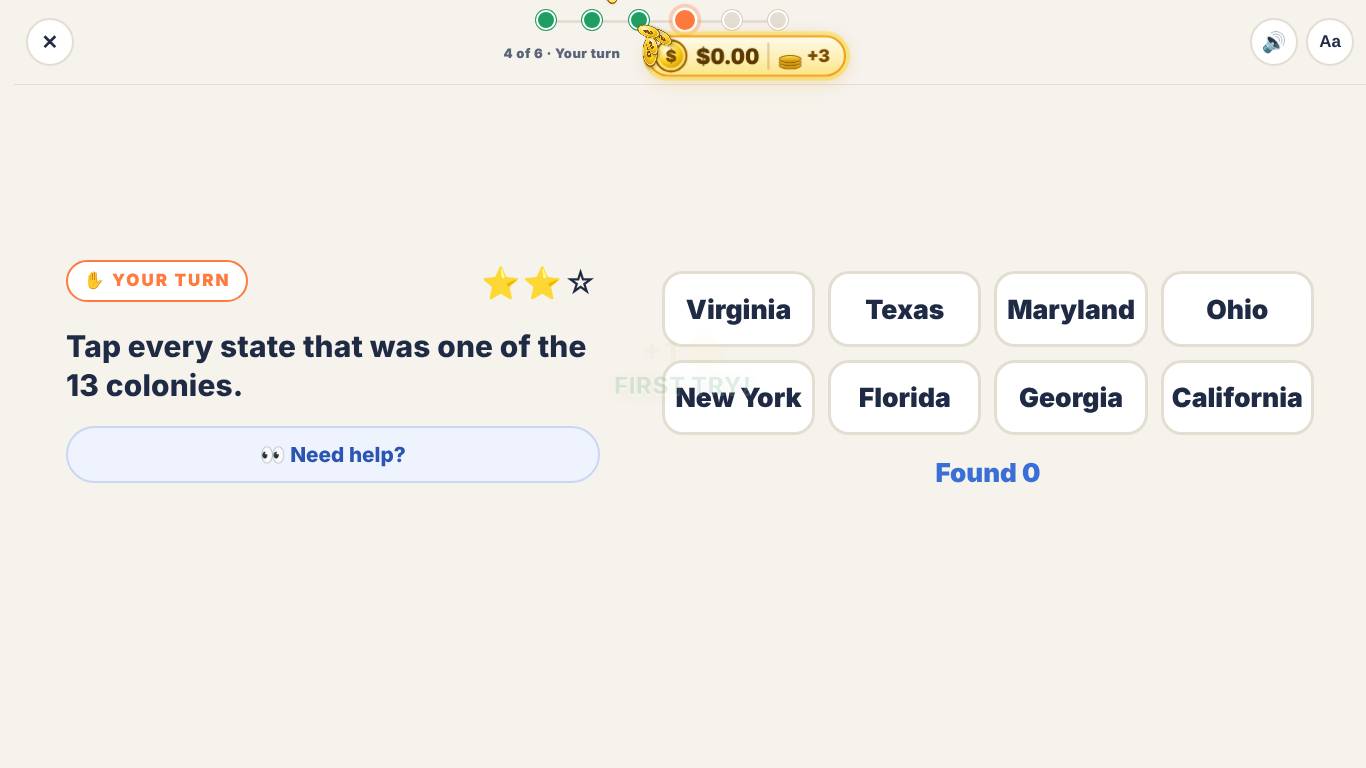 ✕
4 of 6 · Your turn
$ $0.00 +3
Aa
YOUR TURN
Tap every state that was one of the
13 colonies.
Need help?
Virginia Texas Maryland Ohio
FIRST TRY!
New York Florida Georgia California
Found 0